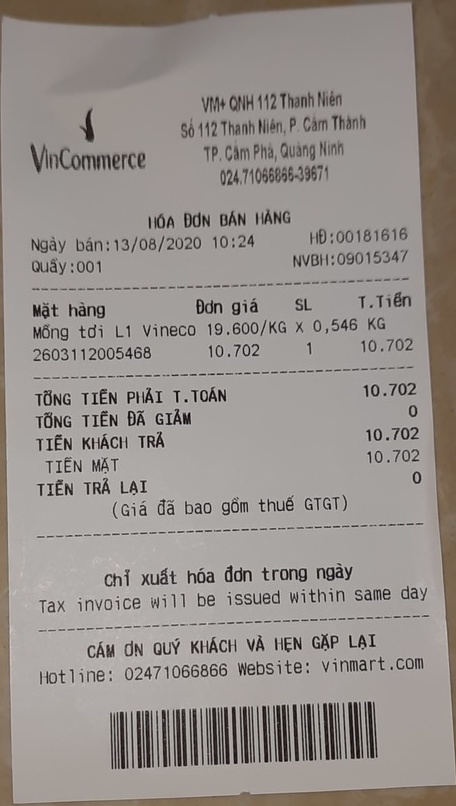 VinCommerce
VM+ QNH 112 Thanh Niên
Số 112 Thanh Niên, P. Cẩm Thành
TP. Cẩm Phả, Quảng Ninh
024.71066866-39671
HÓA ĐƠN BÁN HÀNG
Ngày bán:13/08/2020 10:24 HĐ:00181616
Quầy:001 NVBH:09015347
Mặt hàng Đơn giá SL T.Tiền
Mồng tơi L1 Vineco 19.600/KG X 0,546 KG
2603112005468 10.702 1 10.702
TỔNG TIỀN PHẢI T.TOÁN 10.702
TỔNG TIỀN ĐÃ GIẢM 0
TIỀN KHÁCH TRẢ 10.702
TIỀN MẶT 10.702
TIỀN TRẢ LẠI 0
(Giá đã bao gồm thuế GTGT)
Chỉ xuất hóa đơn trong ngày
Tax invoice will be issued within same day
CẢM ƠN QUÝ KHÁCH VÀ HẸN GẶP LẠI
Hotline: 02471066866 Website: vinmart.com